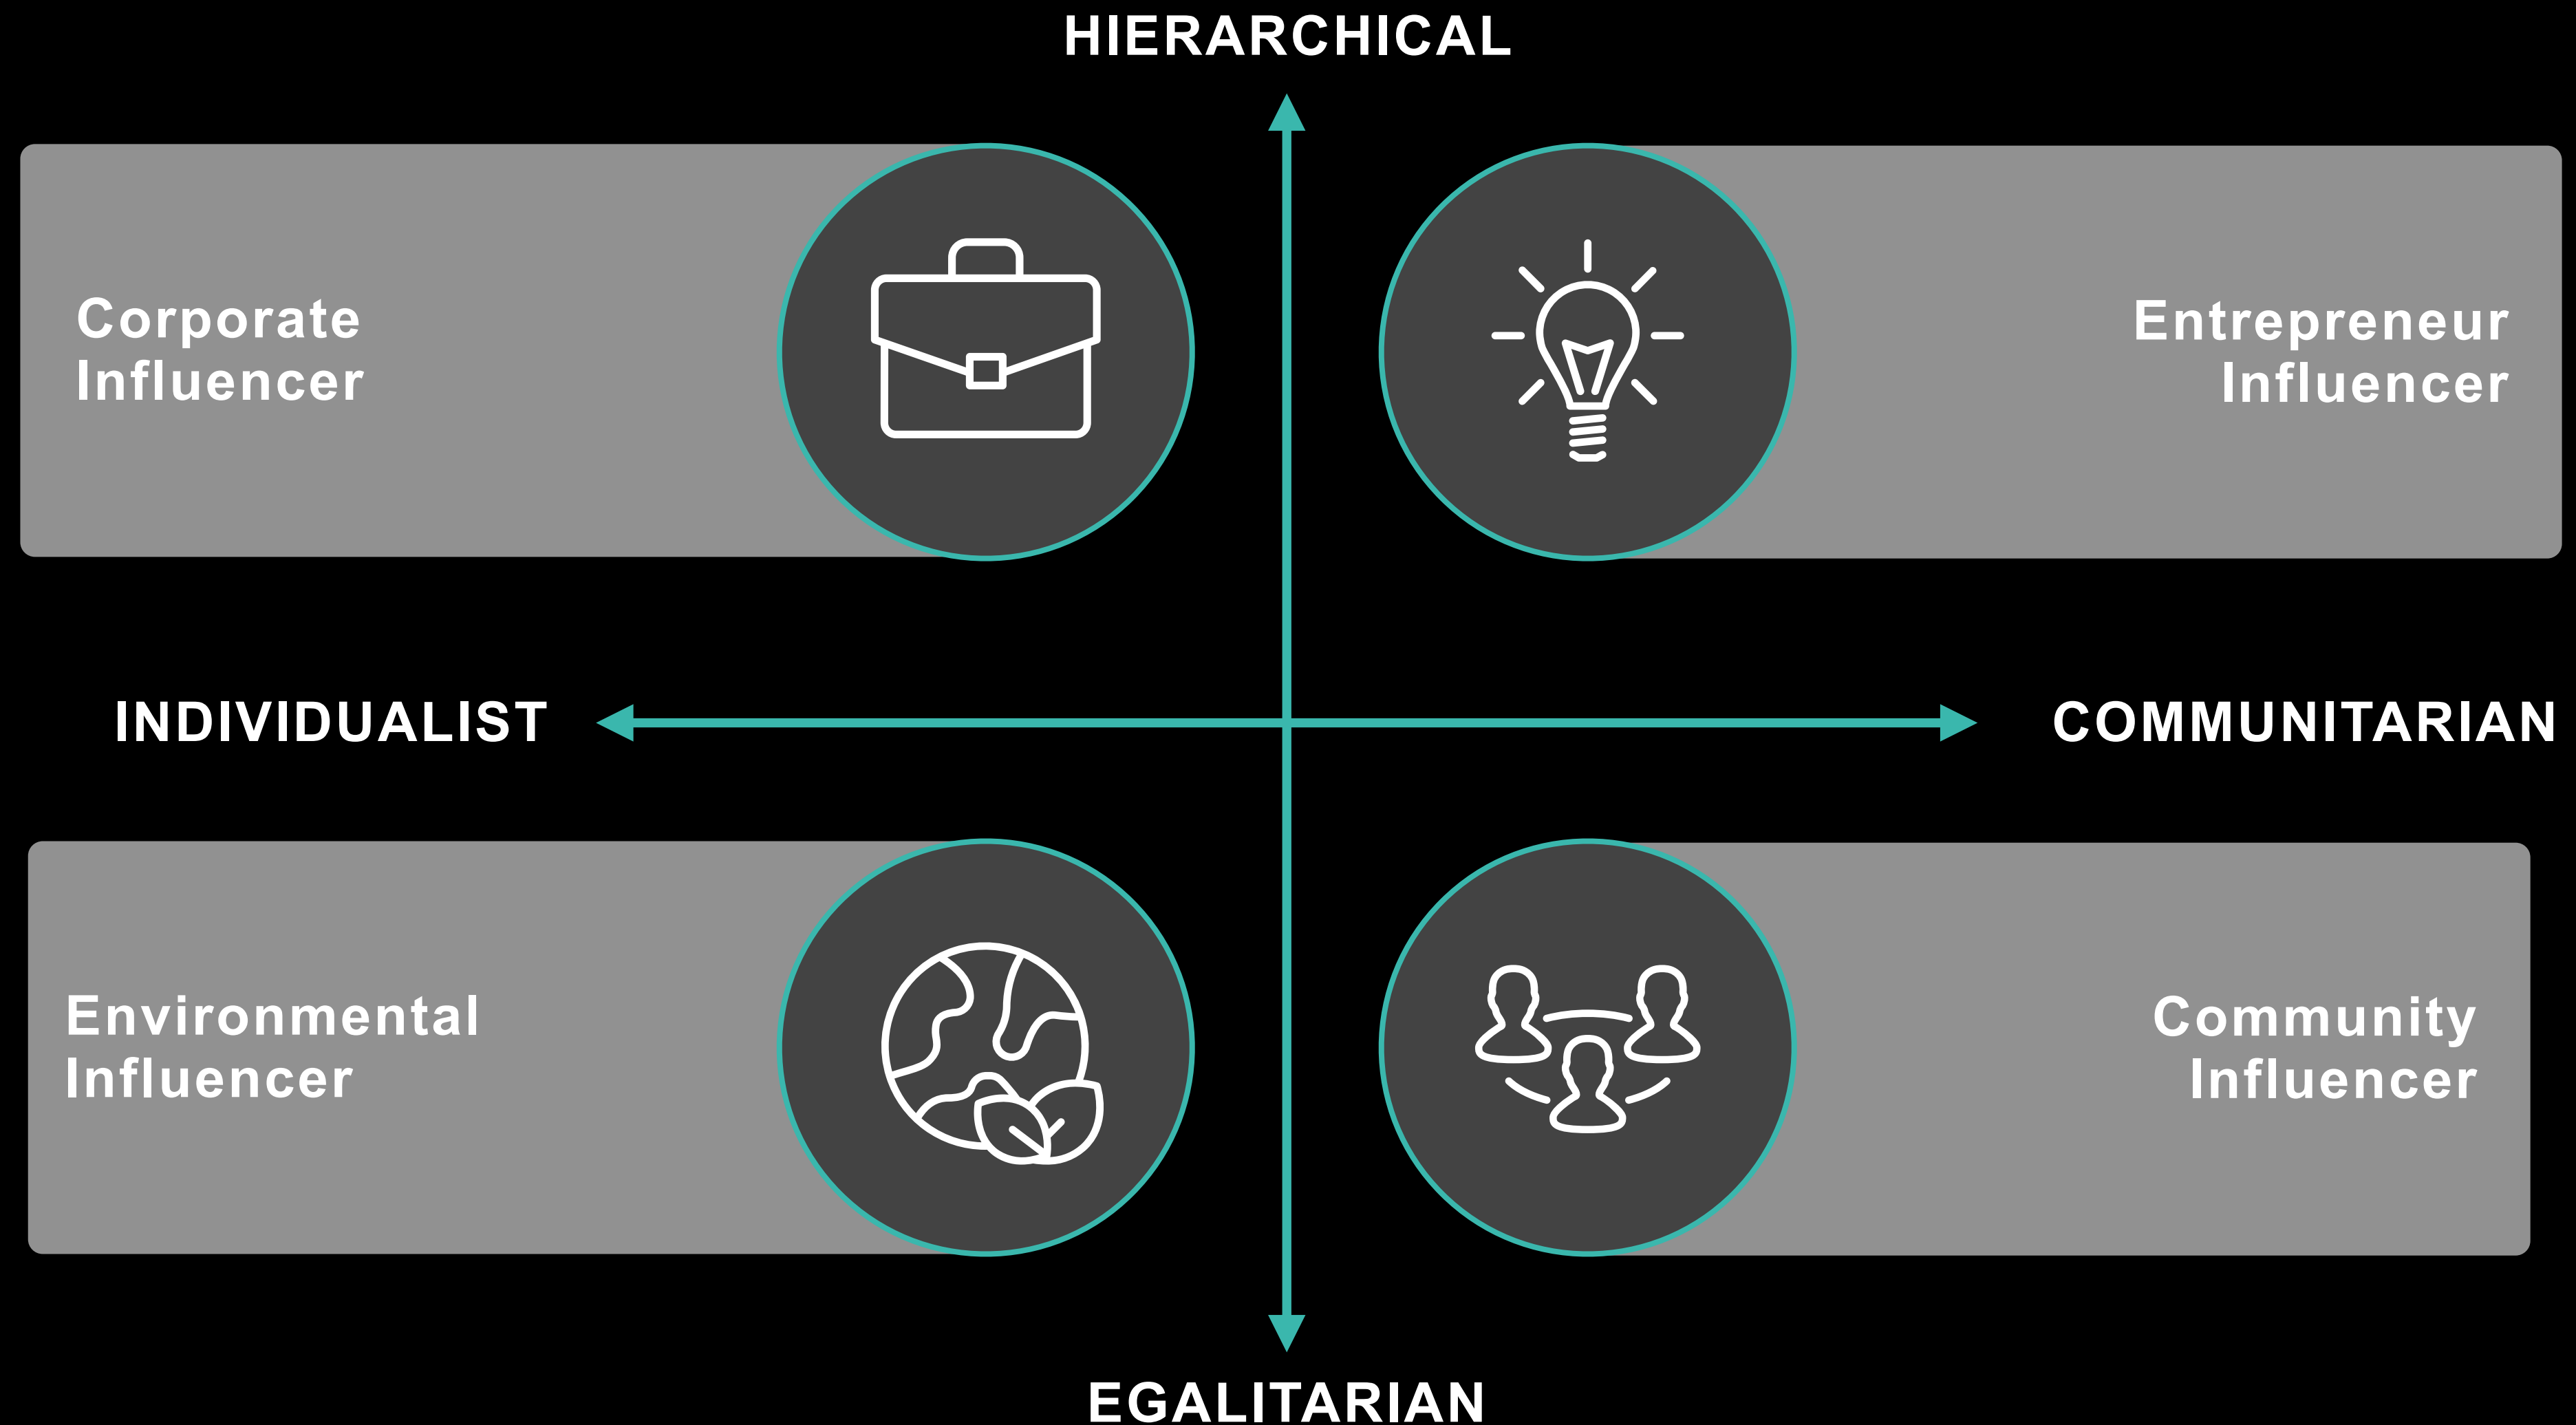 HIERARCHICAL
Corporate
Influencer
Entrepreneur
Influencer
INDIVIDUALIST
COMMUNITARIAN
Environmental
Influencer
Community
Influencer
EGALITARIAN